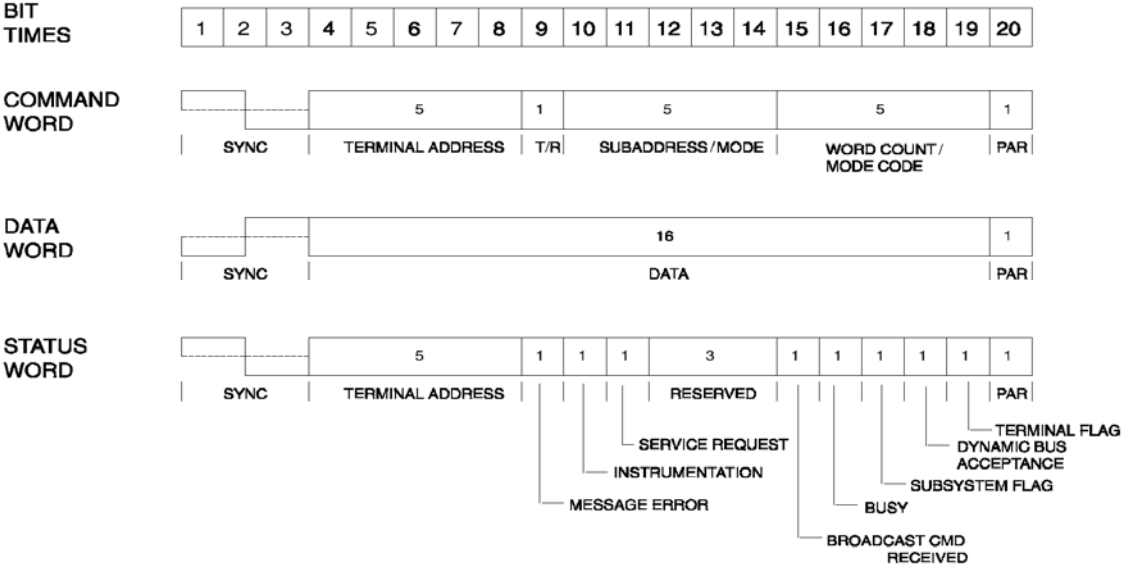 BIT
TIMES
1 2 3 4 5 6 7 8 9 10 11 12 13 14 15 16 17 18 19 20
COMMAND
WORD
5 1 5 5 1
SYNC TERMINAL ADDRESS T/R SUBADDRESS/MODE WORD COUNT/ PAR
MODE CODE
DATA
WORD
16 1
SYNC DATA PAR
STATUS
WORD
5 1 1 1 3 1 1 1 1 1 1
SYNC TERMINAL ADDRESS RESERVED PAR
TERMINAL FLAG
SERVICE REQUEST
DYNAMIC BUS
ACCEPTANCE
INSTRUMENTATION
SUBSYSTEM FLAG
MESSAGE ERROR
BUSY
BROADCAST CMD
RECEIVED